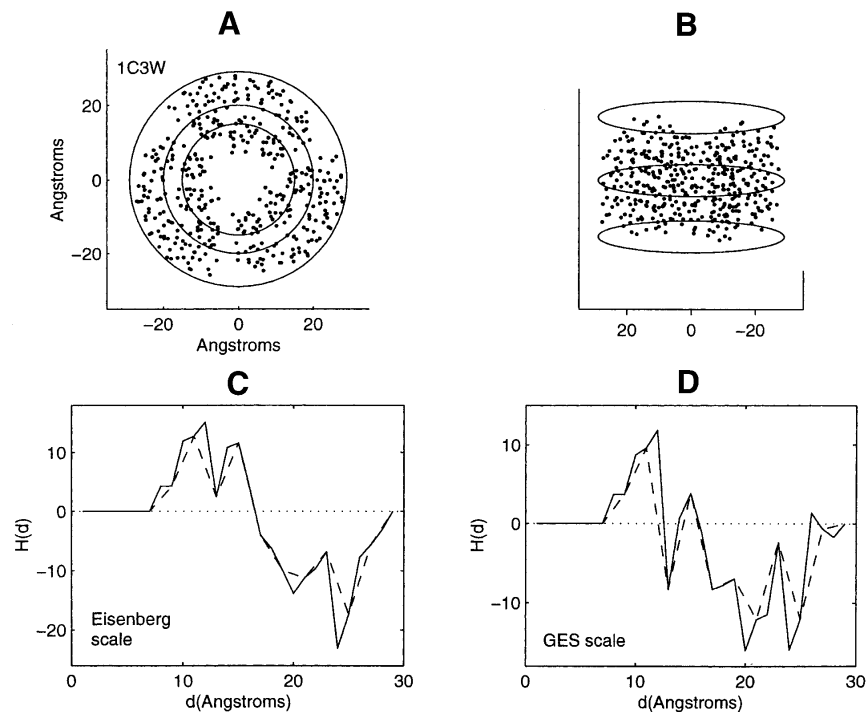 A
1C3W
20
0
−20
Angstroms
−20 0 20
Angstroms
B
20 0 −20
C
10
0
−10
−20
H(d)
Eisenberg
scale
0 10 20 30
d(Angstroms)
D
10
0
−10
H(d)
GES scale
0 10 20 30
d(Angstroms)